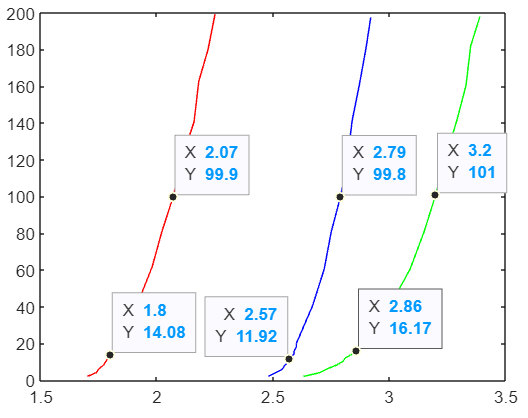 200
180
160
140
120
100
80
60
40
20
0
X 2.07
Y 99.9
X 2.79
Y 99.8
X 3.2
Y 101
X 1.8
Y 14.08
X 2.57
Y 11.92
X 2.86
Y 16.17
1.5 2 2.5 3 3.5